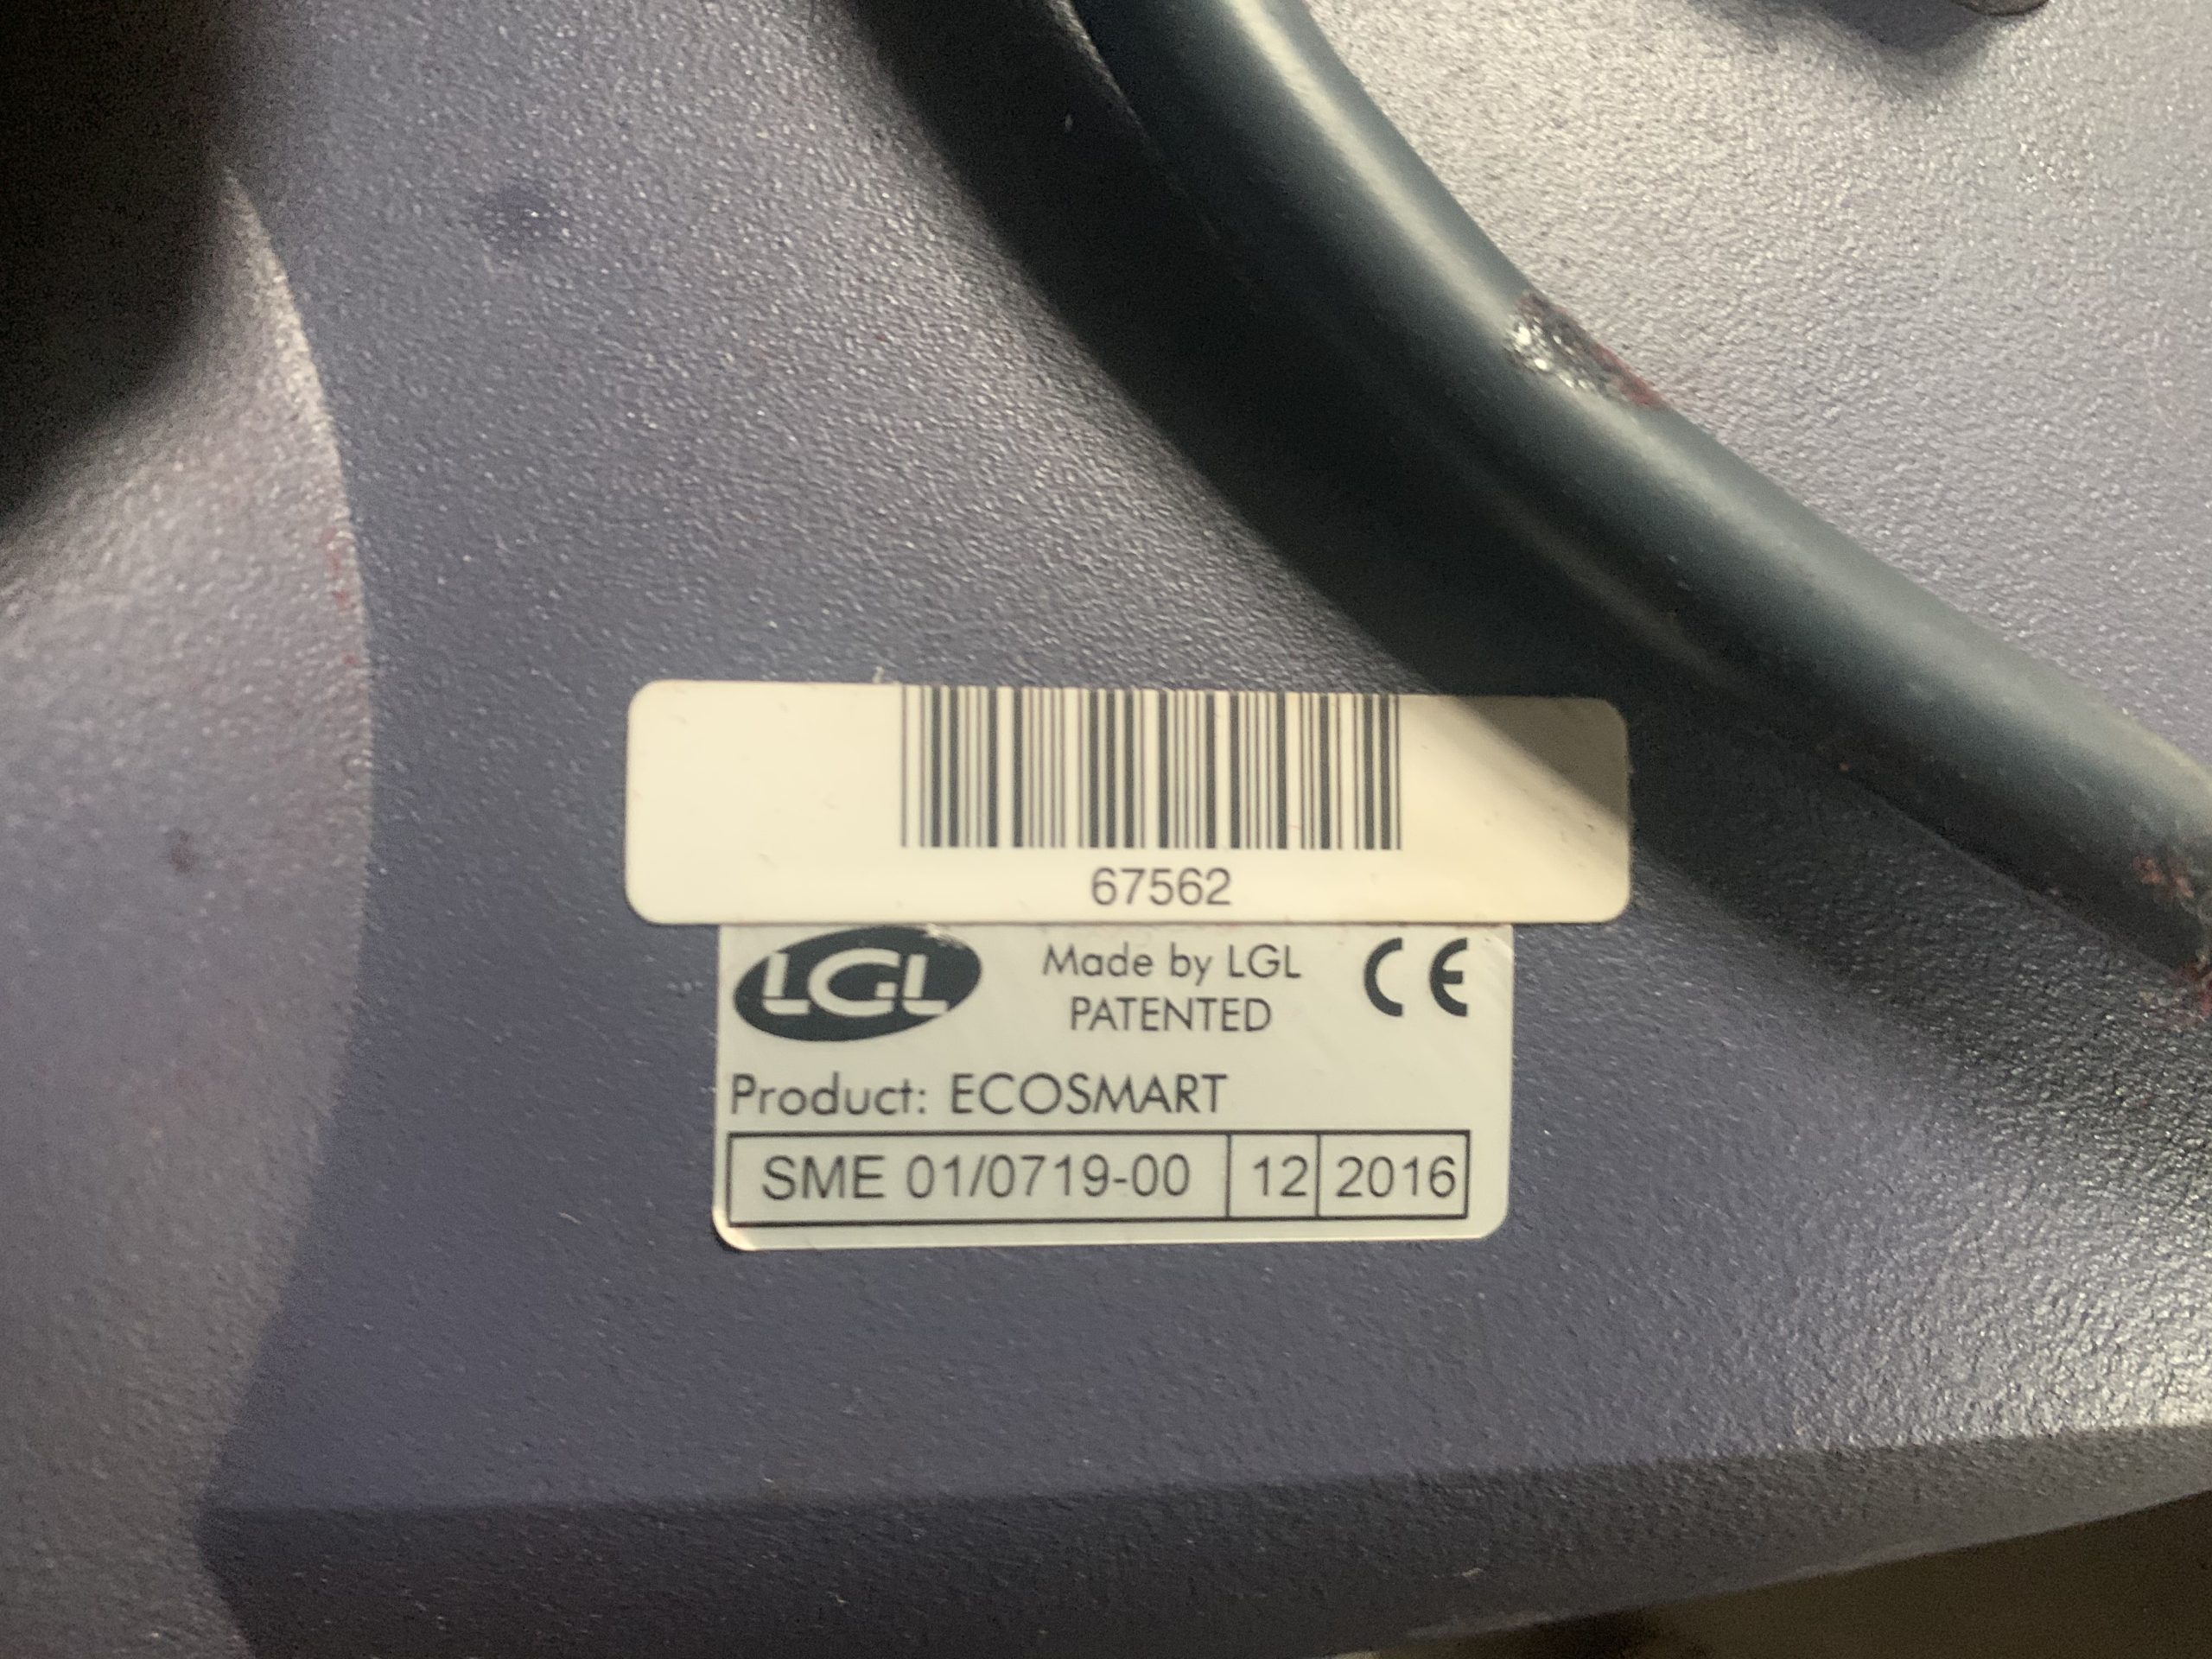 67562
LGL
Made by LGL
PATENTED
CE
Product: ECOSMART
SME 01/0719-00 12 2016